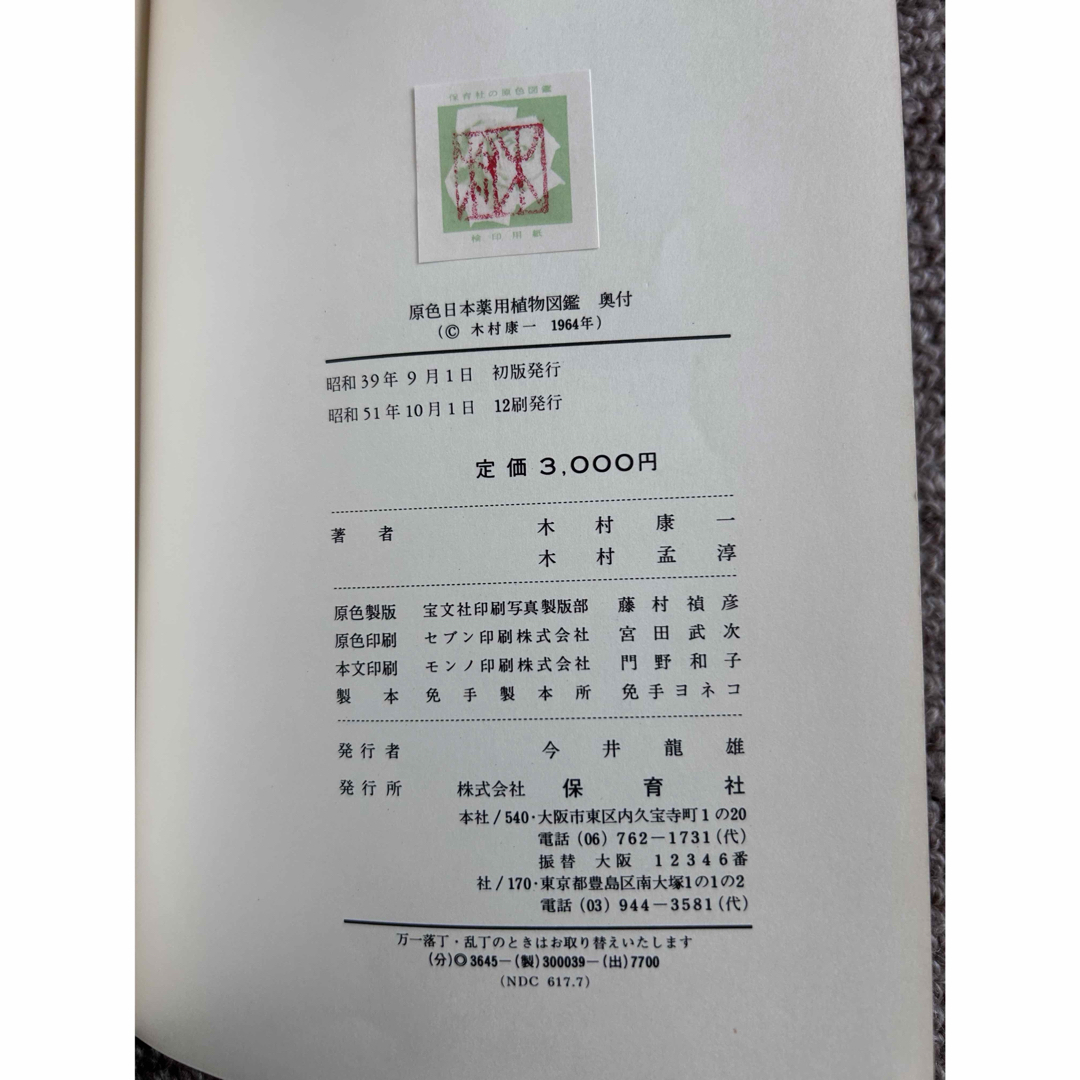 保育社の原色図鑑
検印用紙
原色日本薬用植物図鑑 奥付
(© 木村康一 1964年)
昭和39年9月1日 初版発行
昭和51年10月1日 12刷発行
定価 3,000円
著者 木村康一
木村孟淳
原色製版 宝文社印刷写真製版部 藤村禎彦
原色印刷 セブン印刷株式会社 宮田武次
本文印刷 モンノ印刷株式会社 門野和子
製本 免手製本所 免手ヨネコ
発行者 今井龍雄
発行所 株式会社 保育社
本社/540・大阪市東区内久宝寺町1の20
電話(06)762-1731(代)
振替 大阪 12346番
社/170・東京都豊島区南大塚1の1の2
電話(03)944-3581(代)
万一落丁・乱丁のときはお取り替えいたします
(分)◎3645-(製)300039-(出)7700
(NDC 617.7)